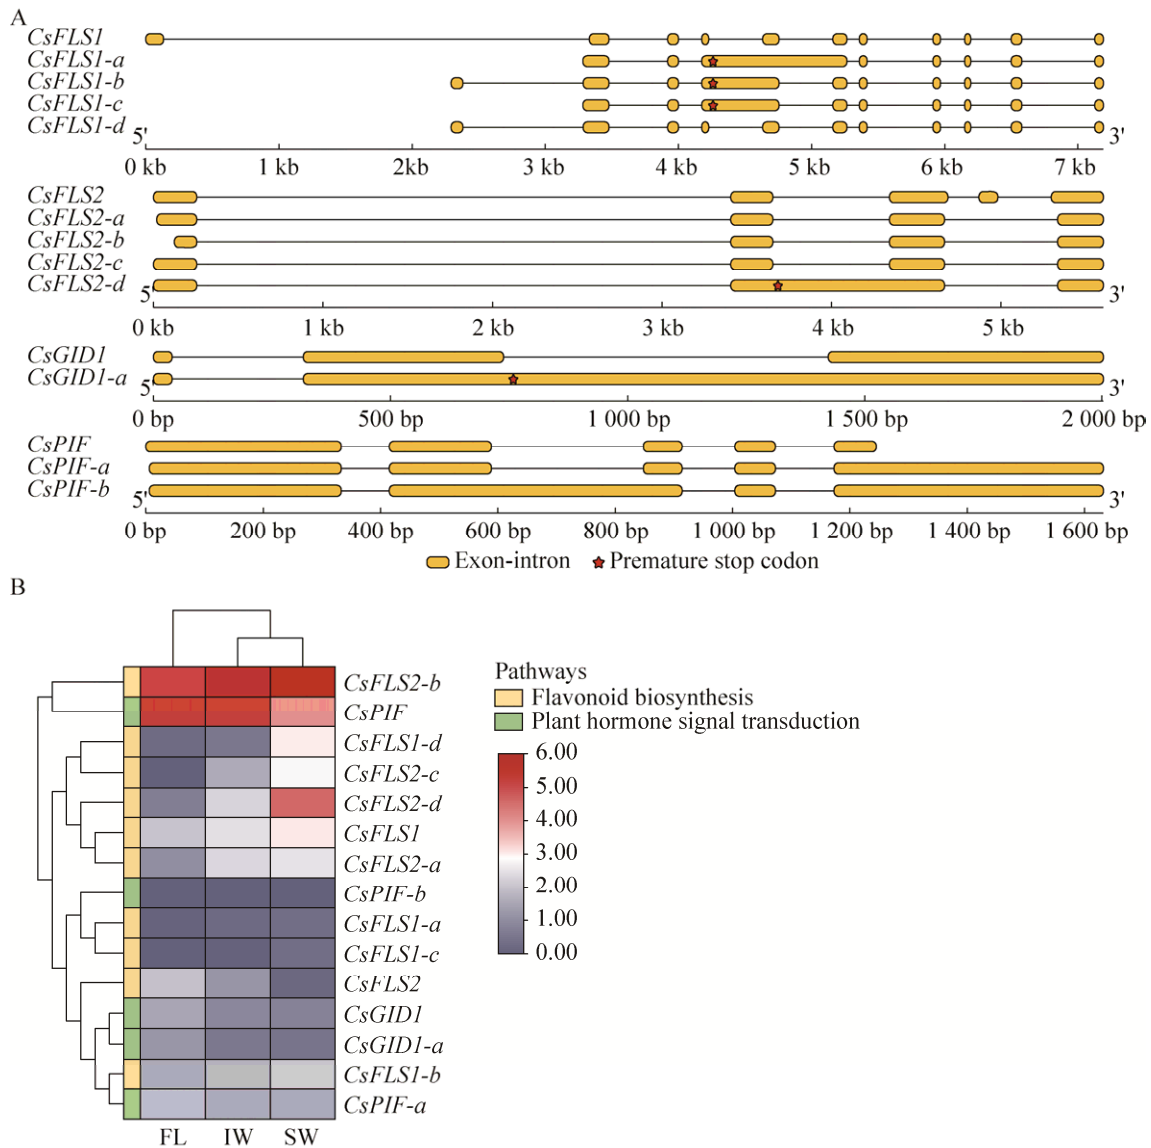 A
CsFLS1
CsFLS1-a
CsFLS1-b
CsFLS1-c
CsFLS1-d
5' 3'
0 kb 1 kb 2kb 3 kb 4 kb 5 kb 6 kb 7 kb
CsFLS2
CsFLS2-a
CsFLS2-b
CsFLS2-c
CsFLS2-d
5' 3'
0 kb 1 kb 2 kb 3 kb 4 kb 5 kb
CsGID1
CsGID1-a
5' 3'
0 bp 500 bp 1 000 bp 1 500 bp 2 000 bp
CsPIF
CsPIF-a
CsPIF-b
5' 3'
0 bp 200 bp 400 bp 600 bp 800 bp 1 000 bp 1 200 bp 1 400 bp 1 600 bp
Exon-intron Premature stop codon
B
CsFLS2-b
CsPIF
CsFLS1-d
CsFLS2-c
CsFLS2-d
CsFLS1
CsFLS2-a
CsPIF-b
CsFLS1-a
CsFLS1-c
CsFLS2
CsGID1
CsGID1-a
CsFLS1-b
CsPIF-a
FL IW SW
Pathways
Flavonoid biosynthesis
Plant hormone signal transduction
6.00
5.00
4.00
3.00
2.00
1.00
0.00